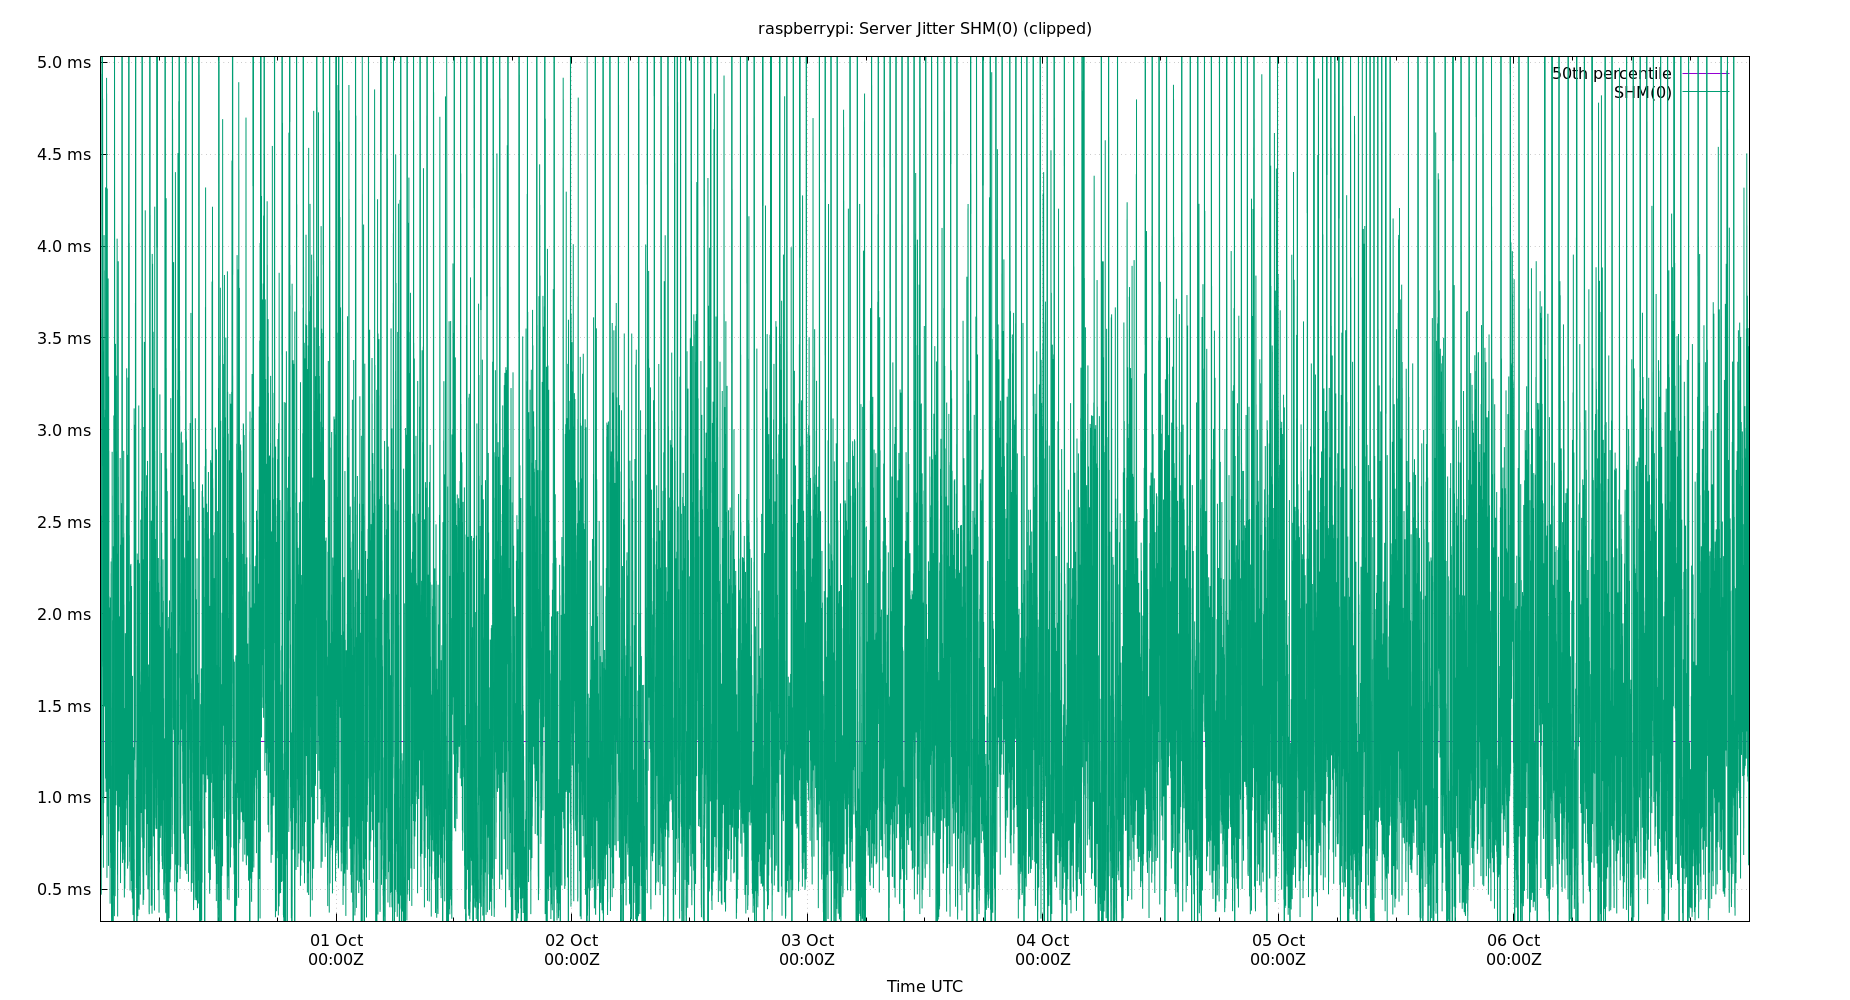 raspberrypi: Server Jitter SHM(0) (clipped)
5.0 ms
50th percentile
SHM(0)
4.5 ms
4.0 ms
3.5 ms
3.0 ms
2.5 ms
2.0 ms
1.5 ms
1.0 ms
0.5 ms
01 Oct 02 Oct 03 Oct 04 Oct 05 Oct 06 Oct
00:00Z 00:00Z 00:00Z 00:00Z 00:00Z 00:00Z
Time UTC